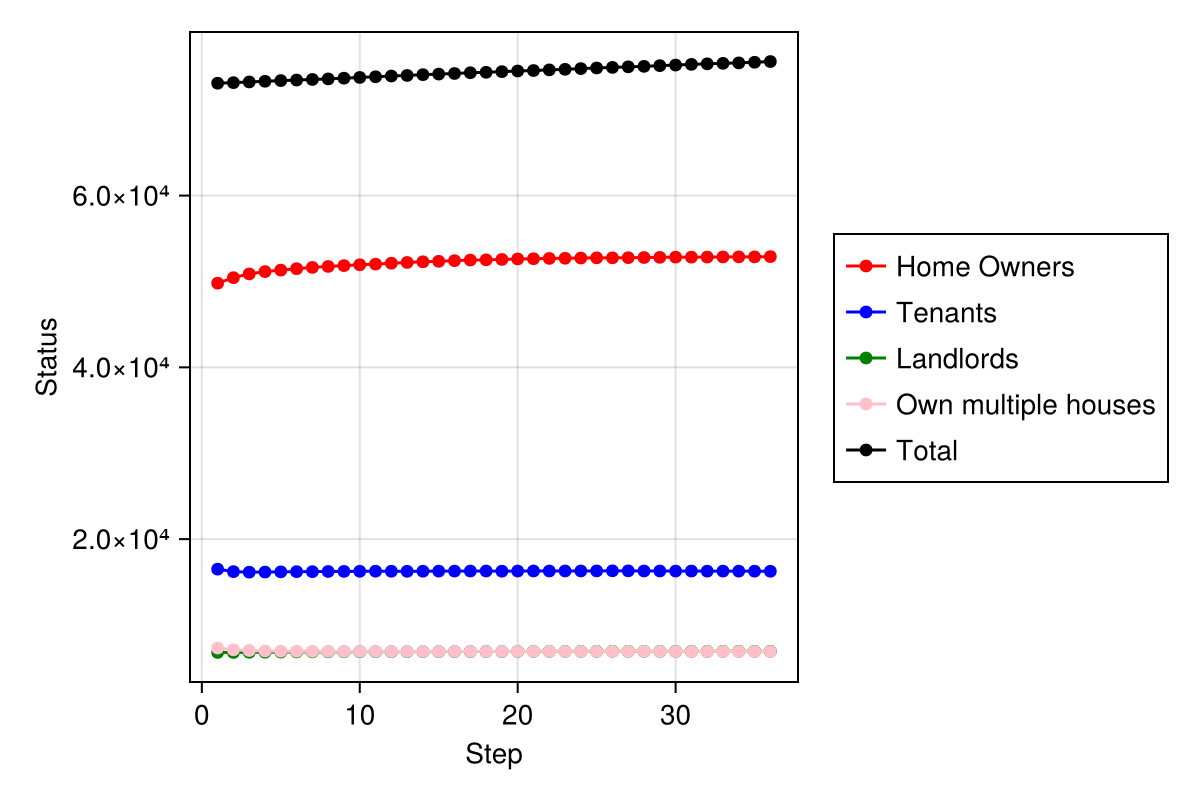 6.0×10⁴
4.0×10⁴
2.0×10⁴
Status
0 10 20 30
Step
Home Owners
Tenants
Landlords
Own multiple houses
Total